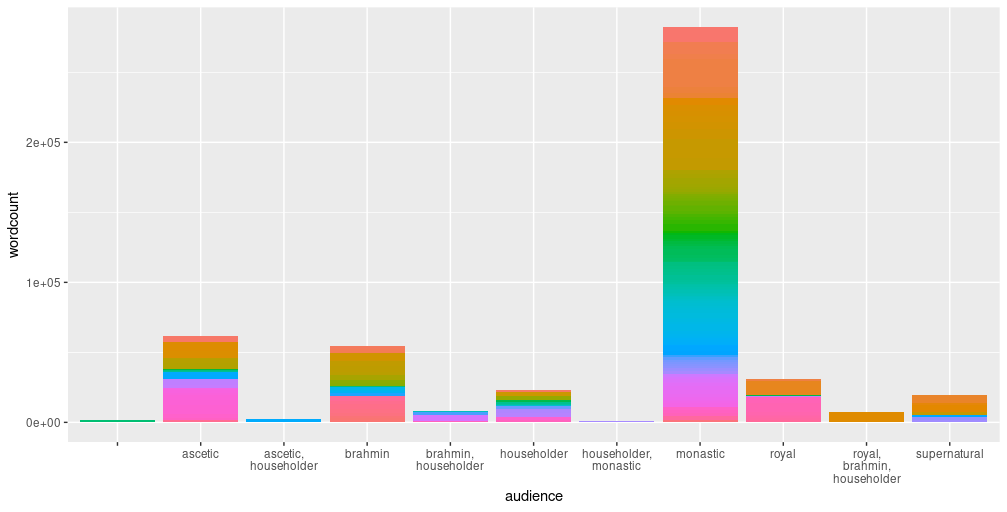 wordcount
2e+05
1e+05
0e+00
ascetic
ascetic,
householder
brahmin
brahmin,
householder
householder
householder,
monastic
monastic
royal
royal,
brahmin,
householder
supernatural
audience